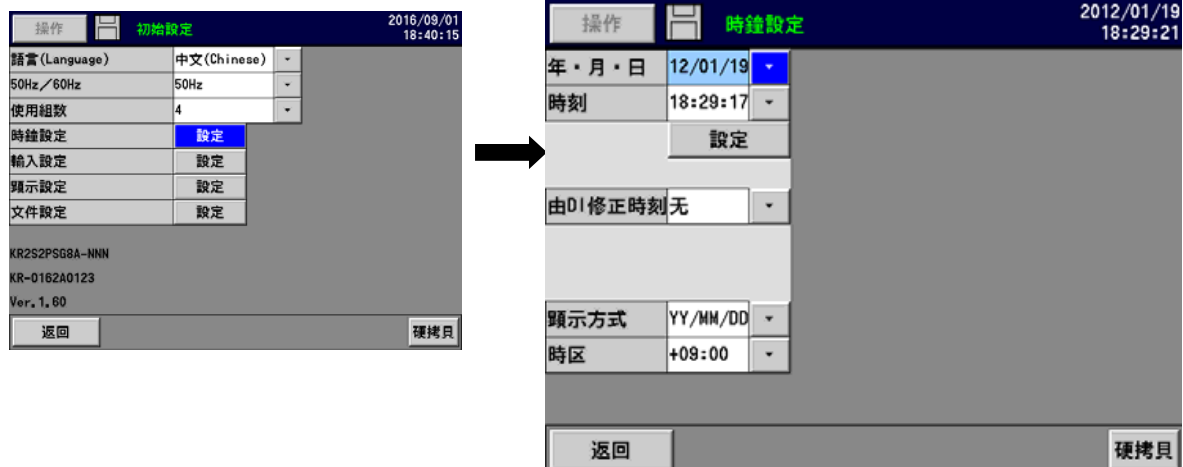 操作
初始設定
2016/09/01
18:40:15
語言(Language)
中文(Chinese)
50Hz/60Hz
50Hz
使用組数
4
時鐘設定
設定
輸入設定
設定
顕示設定
設定
文件設定
設定
KR2S2PSG8A-NNN
KR-0162A0123
Ver.1.60
返回
硬拷貝
操作
時鐘設定
2012/01/19
18:29:21
年・月・日
12/01/19
時刻
18:29:17
設定
由DI修正時刻
无
顕示方式
YY/MM/DD
時区
+09:00
返回
硬拷貝